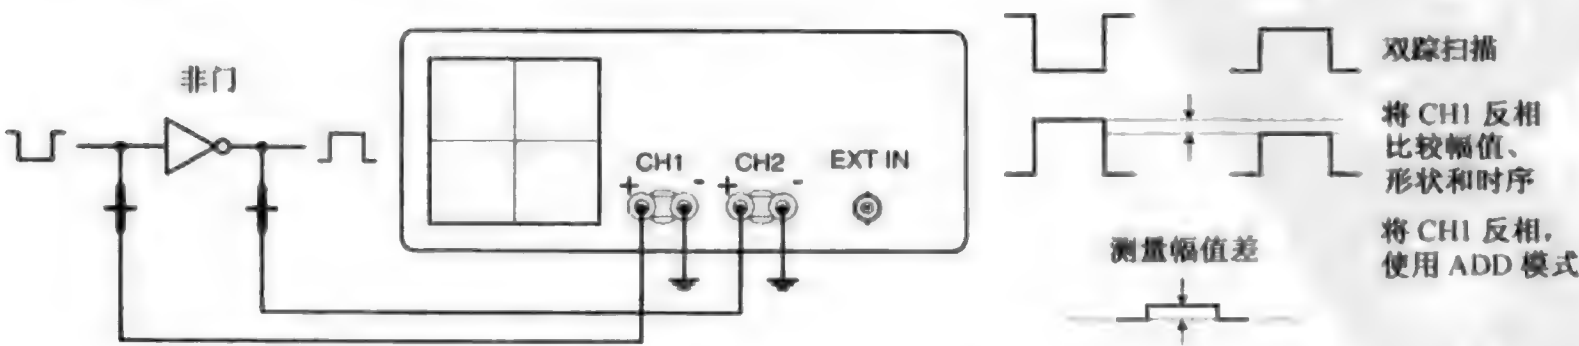 非门
CH1
CH2
EXT IN
+
-
+
-
双踪扫描
将 CH1 反相
比较幅值、
形状和时序
测量幅值差
将 CH1 反相,
使用 ADD 模式